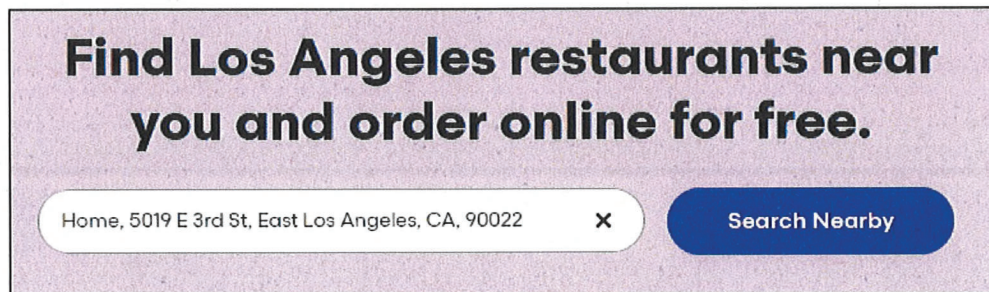 Find Los Angeles restaurants near
you and order online for free.
Home, 5019 E 3rd St, East Los Angeles, CA, 90022 ✕
Search Nearby